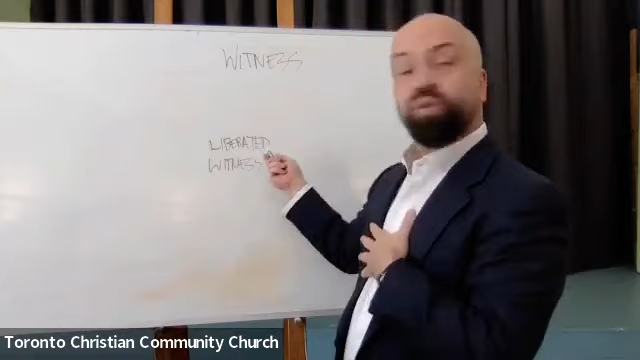 WITNESS
LIBERATED
WITNESS
Toronto Christian Community Church